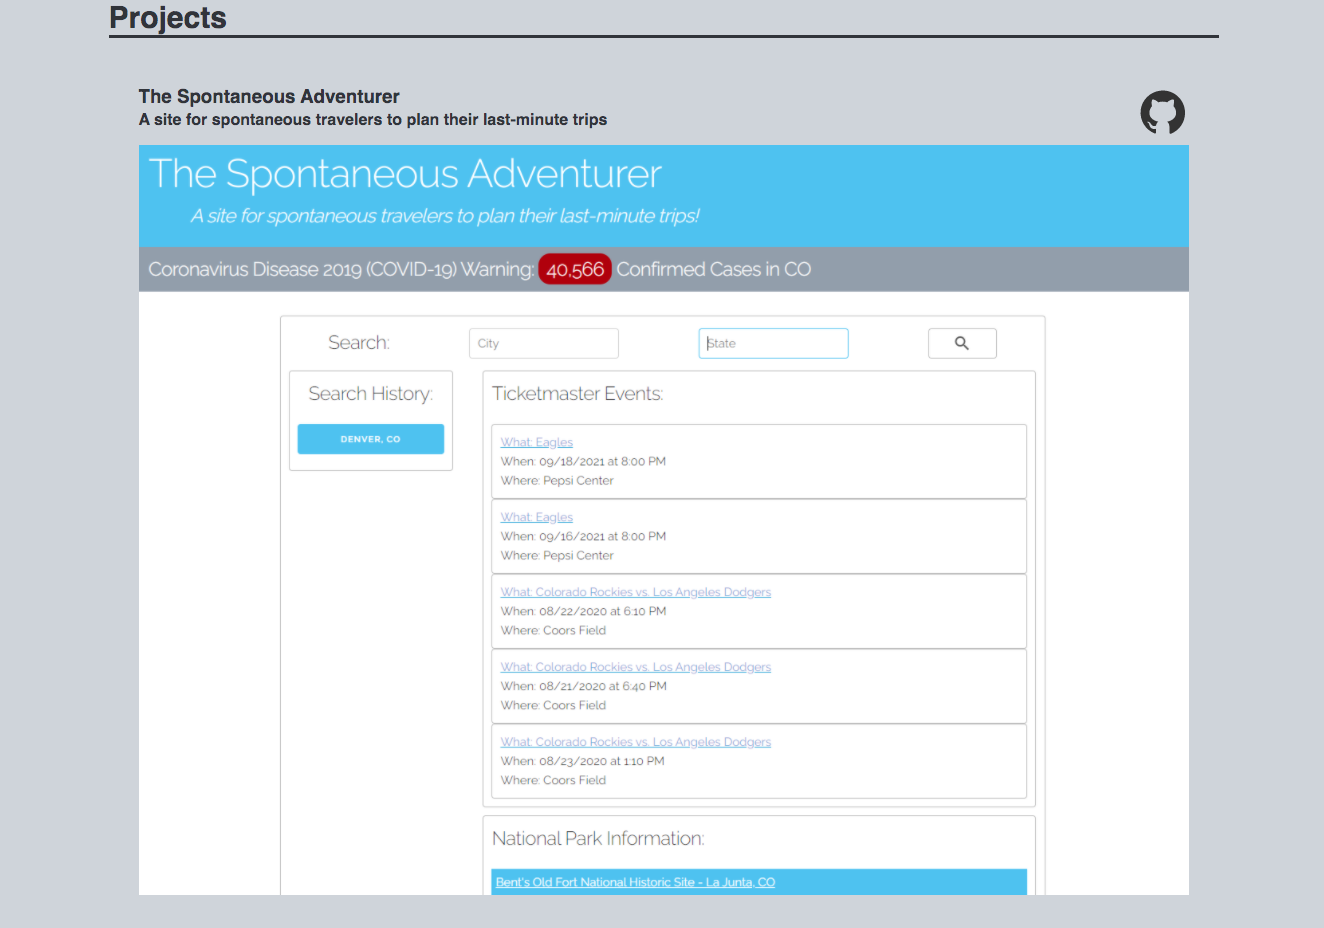 Projects
The Spontaneous Adventurer
A site for spontaneous travelers to plan their last-minute trips
The Spontaneous Adventurer
A site for spontaneous travelers to plan their last-minute trips!
Coronavirus Disease 2019 (COVID-19) Warning: 40,566 Confirmed Cases in CO
Search: City State
Search History:
DENVER, CO
Ticketmaster Events:
What: Eagles
When: 09/18/2021 at 8:00 PM
Where: Pepsi Center
What: Eagles
When: 09/16/2021 at 8:00 PM
Where: Pepsi Center
What: Colorado Rockies vs. Los Angeles Dodgers
When: 08/22/2020 at 6:10 PM
Where: Coors Field
What: Colorado Rockies vs. Los Angeles Dodgers
When: 08/21/2020 at 6:40 PM
Where: Coors Field
What: Colorado Rockies vs. Los Angeles Dodgers
When: 08/23/2020 at 1:10 PM
Where: Coors Field
National Park Information:
Bent's Old Fort National Historic Site - La Junta, CO